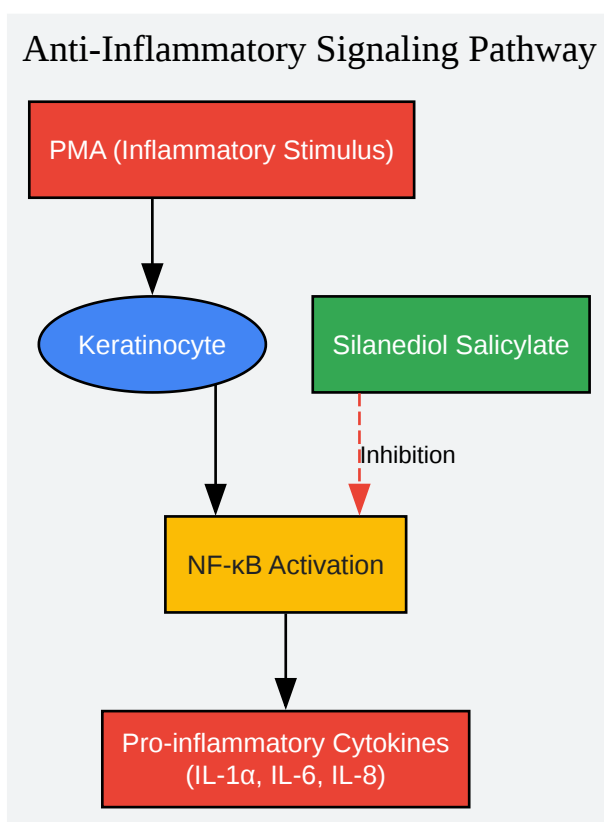 Anti-Inflammatory Signaling Pathway
PMA (Inflammatory Stimulus)
Keratinocyte
Silanediol Salicylate
Inhibition
NF-κB Activation
Pro-inflammatory Cytokines
(IL-1α, IL-6, IL-8)